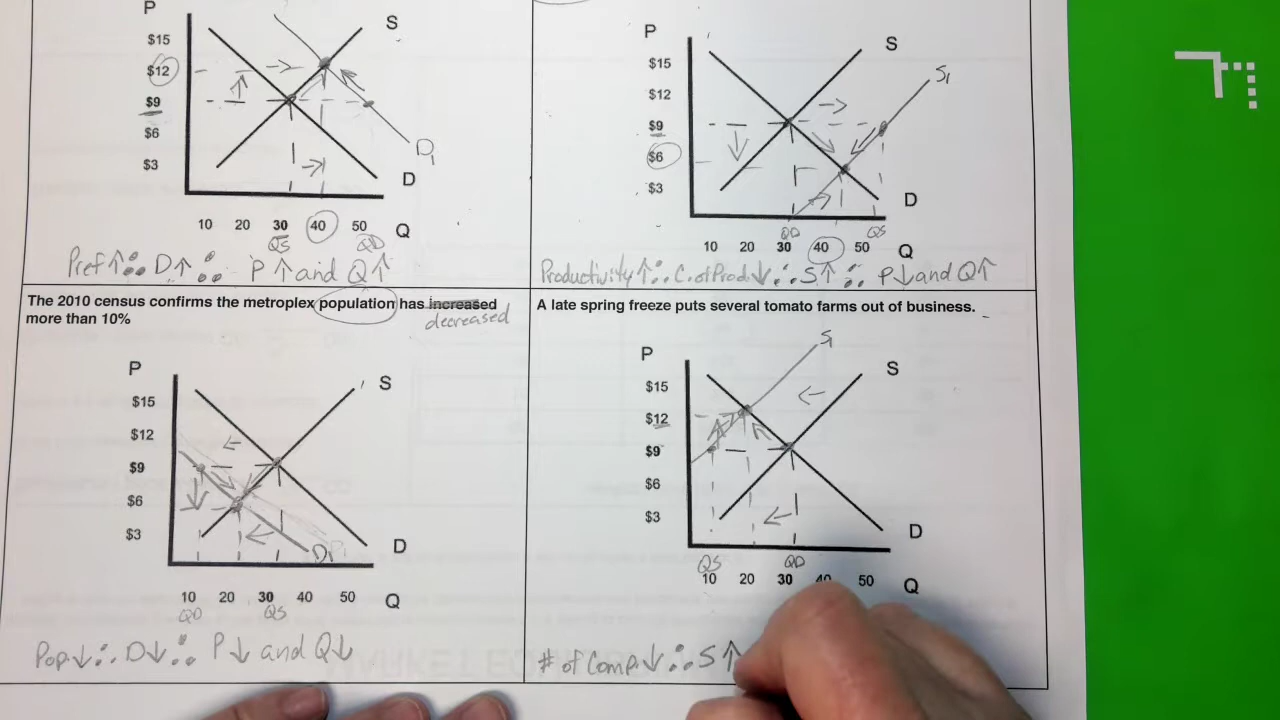 P
S
$15
$12
$9
$6
$3
D1
D
10 20 30 40 50 Q
QS QD
Pref↑∴ D↑ ∴ P↑ and Q↑
P
S
S1
$15
$12
$9
$6
$3
D
QD QS
10 20 30 40 50 Q
Productivity↑∴ C. of Prod.↓∴ S↑ ∴ P↓ and Q↑
The 2010 census confirms the metroplex population has increased
decreased
more than 10%
P
S
$15
$12
$9
$6
$3
D1
D
10 20 30 40 50 Q
QD QS
Pop↓∴ D↓∴ P↓ and Q↓
A late spring freeze puts several tomato farms out of business.
S1
P
S
$15
$12
$9
$6
$3
D
QS QD
10 20 30 40 50 Q
# of Comp.↓∴ S↑